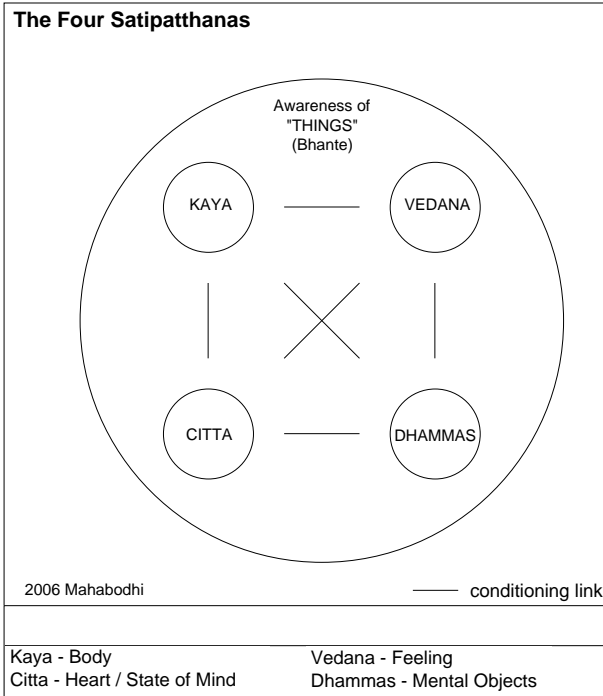 The Four Satipatthanas
Awareness of
"THINGS"
(Bhante)
KAYA
VEDANA
CITTA
DHAMMAS
2006 Mahabodhi
conditioning link
Kaya - Body
Vedana - Feeling
Citta - Heart / State of Mind
Dhammas - Mental Objects